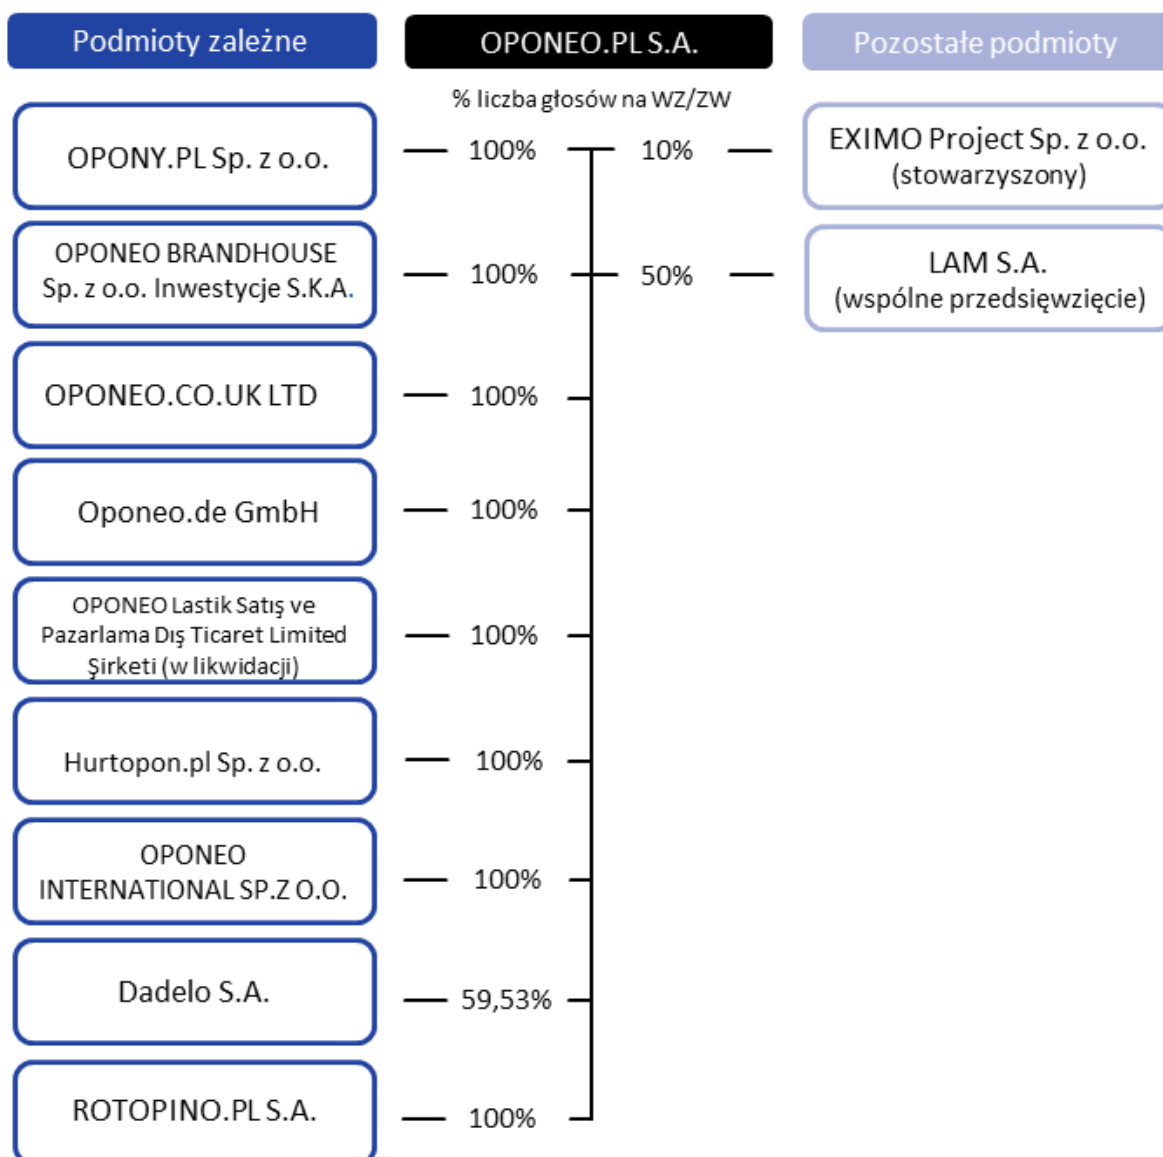 Podmioty zależne
OPONEO.PL S.A.
Pozostałe podmioty
% liczba głosów na WZ/ZW
OPONY.PL Sp. z o.o.
100%
10%
EXIMO Project Sp. z o.o.
(stowarzyszony)
OPONEO BRANDHOUSE
Sp. z o.o. Inwestycje S.K.A.
100%
50%
LAM S.A.
(wspólne przedsięwzięcie)
OPONEO.CO.UK LTD
100%
Oponeo.de GmbH
100%
OPONEO Lastik Satış ve
Pazarlama Dış Ticaret Limited
Şirketi (w likwidacji)
100%
Hurtopon.pl Sp. z o.o.
100%
OPONEO
INTERNATIONAL SP.Z O.O.
100%
Dadelo S.A.
59,53%
ROTOPINO.PL S.A.
100%